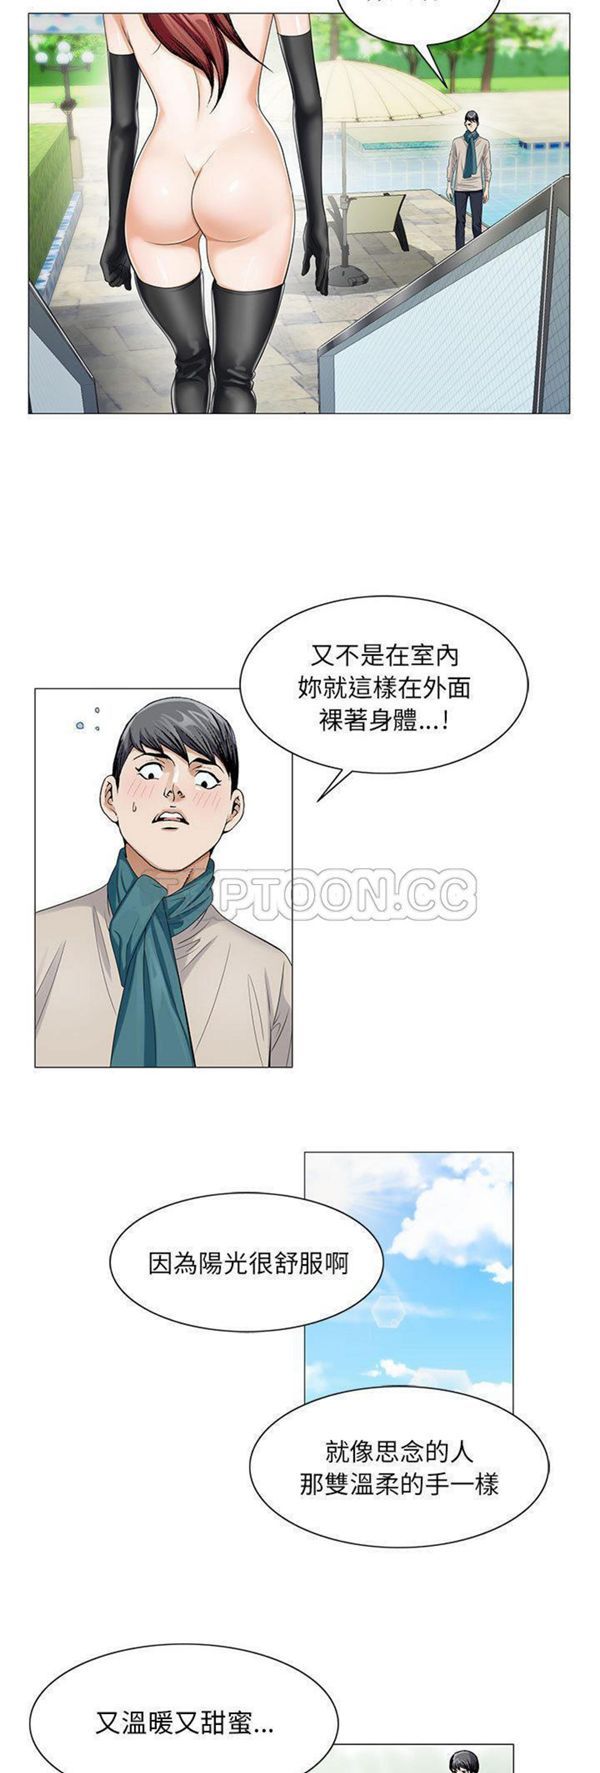 又不是在室內
妳就這樣在外面
裸著身體...!
TOPTOON.CC
因為陽光很舒服啊
就像思念的人
那雙溫柔的手一樣
又溫暖又甜蜜...